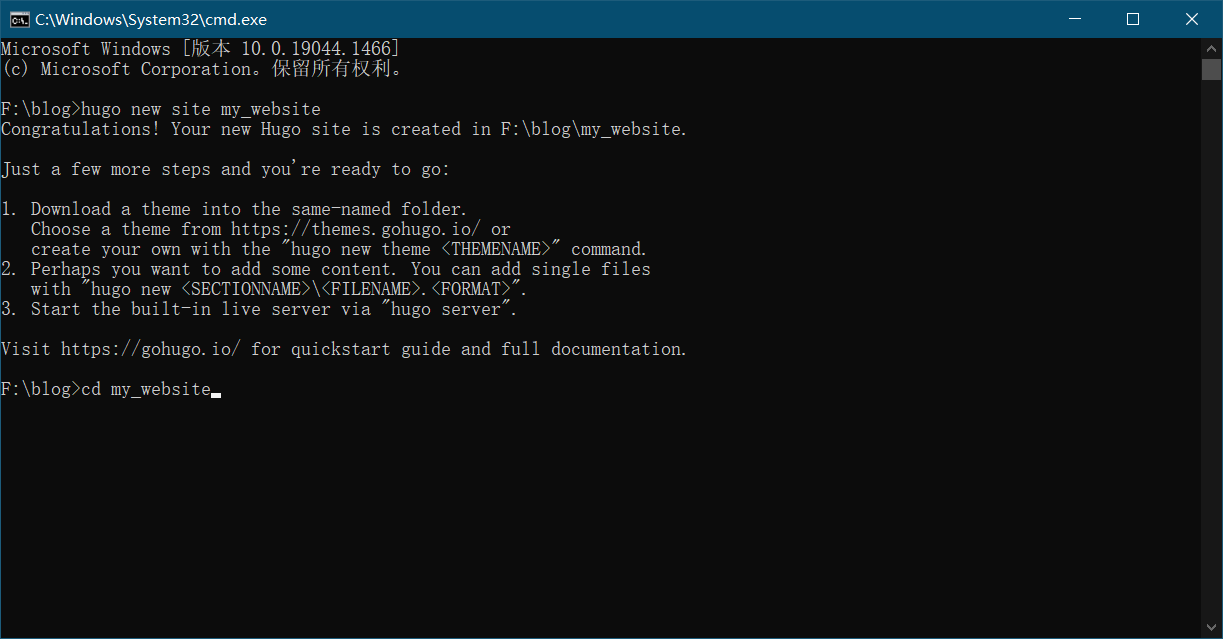 C:\Windows\System32\cmd.exe
Microsoft Windows [版本 10.0.19044.1466]
(c) Microsoft Corporation。保留所有权利。
F:\blog>hugo new site my_website
Congratulations! Your new Hugo site is created in F:\blog\my_website.
Just a few more steps and you're ready to go:
1. Download a theme into the same-named folder.
Choose a theme from https://themes.gohugo.io/ or
create your own with the "hugo new theme <THEMENAME>" command.
2. Perhaps you want to add some content. You can add single files
with "hugo new <SECTIONNAME>\<FILENAME>.<FORMAT>".
3. Start the built-in live server via "hugo server".
Visit https://gohugo.io/ for quickstart guide and full documentation.
F:\blog>cd my_website